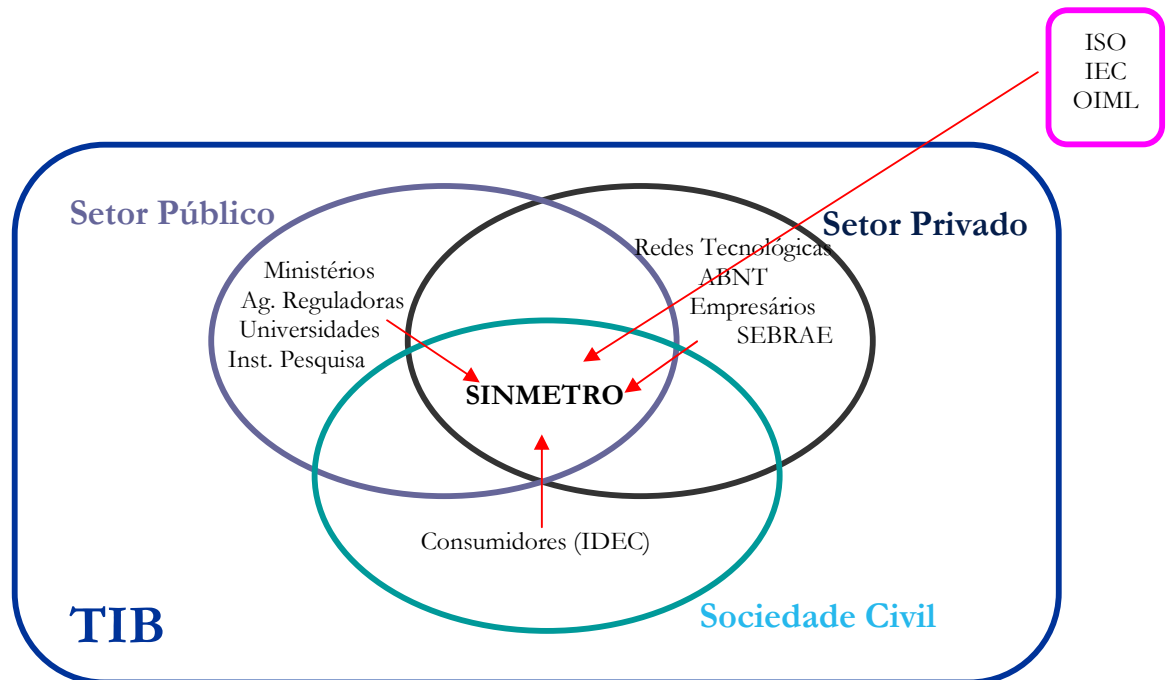 ISO
IEC
OIML
Setor Público
Setor Privado
Ministérios
Ag. Reguladoras
Universidades
Inst. Pesquisa
Redes Tecnológicas
ABNT
Empresários
SEBRAE
SINMETRO
Consumidores (IDEC)
TIB
Sociedade Civil